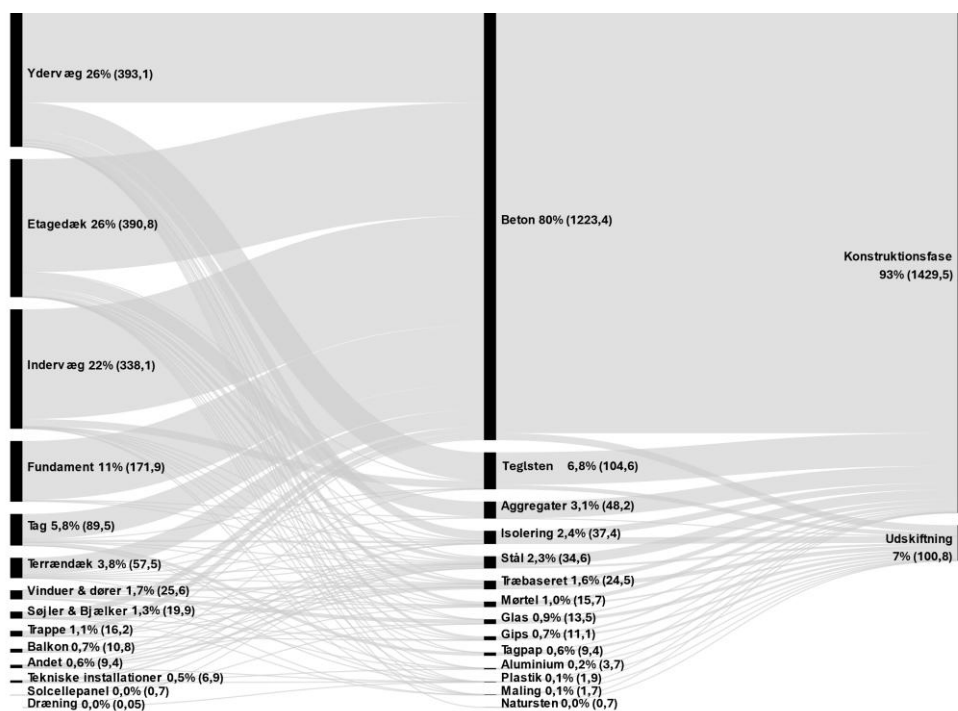 Ydervæg 26% (393,1)
Etagedæk 26% (390,8)
Indervæg 22% (338,1)
Fundament 11% (171,9)
Tag 5,8% (89,5)
Terrændæk 3,8% (57,5)
Vinduer & dører 1,7% (25,6)
Søjler & Bjælker 1,3% (19,9)
Trappe 1,1% (16,2)
Balkon 0,7% (10,8)
Andet 0,6% (9,4)
Tekniske installationer 0,5% (6,9)
Solcellepanel 0,0% (0,7)
Dræning 0,0% (0,05)
Beton 80% (1223,4)
Teglsten 6,8% (104,6)
Aggregater 3,1% (48,2)
Isolering 2,4% (37,4)
Stål 2,3% (34,6)
Træbaseret 1,6% (24,5)
Mørtel 1,0% (15,7)
Glas 0,9% (13,5)
Gips 0,7% (11,1)
Tagpap 0,6% (9,4)
Aluminium 0,2% (3,7)
Plastik 0,1% (1,9)
Maling 0,1% (1,7)
Natursten 0,0% (0,7)
Konstruktionsfase
93% (1429,5)
Udskiftning
7% (100,8)